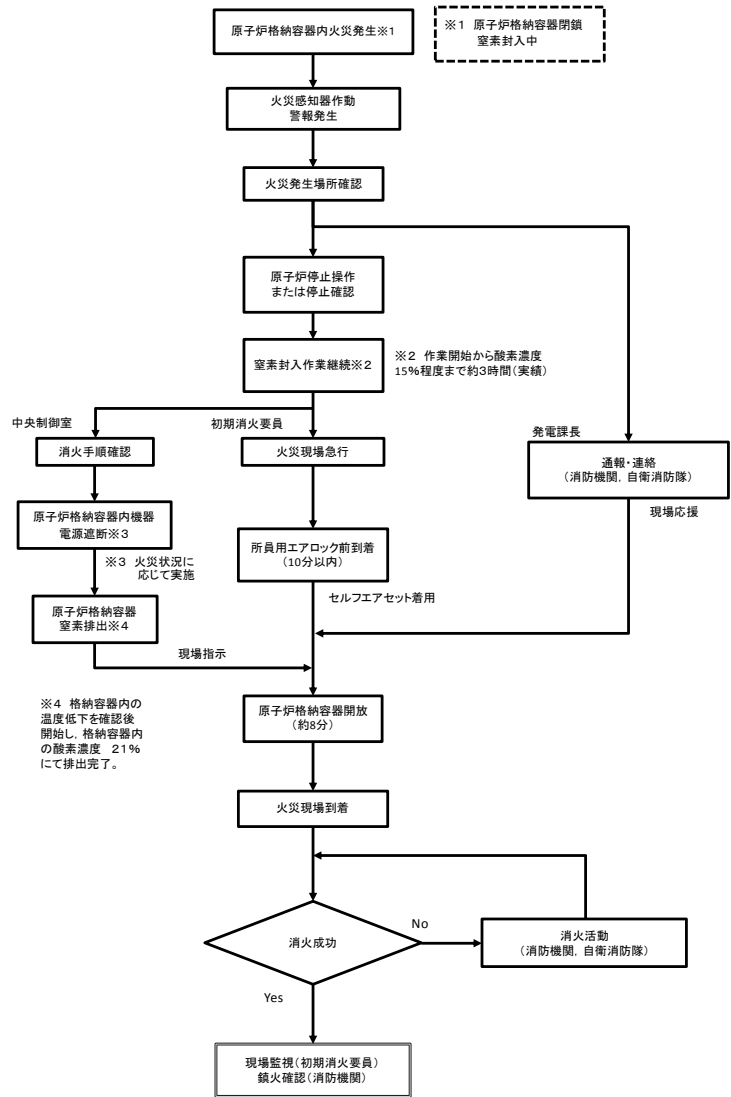 原子炉格納容器内火災発生※1
※1 原子炉格納容器閉鎖
窒素封入中
火災感知器作動
警報発生
火災発生場所確認
原子炉停止操作
または停止確認
窒素封入作業継続※2
※2 作業開始から酸素濃度
15%程度まで約3時間(実績)
中央制御室
初期消火要員
発電課長
消火手順確認
火災現場急行
通報・連絡
(消防機関,自衛消防隊)
現場応援
原子炉格納容器内機器
電源遮断※3
※3 火災状況に
応じて実施
所員用エアロック前到着
(10分以内)
セルフエアセット着用
原子炉格納容器
窒素排出※4
現場指示
※4 格納容器内の
温度低下を確認後
開始し,格納容器内
の酸素濃度 21%
にて排出完了。
原子炉格納容器開放
(約8分)
火災現場到着
消火成功
No
消火活動
(消防機関,自衛消防隊)
Yes
現場監視(初期消火要員)
鎮火確認(消防機関)